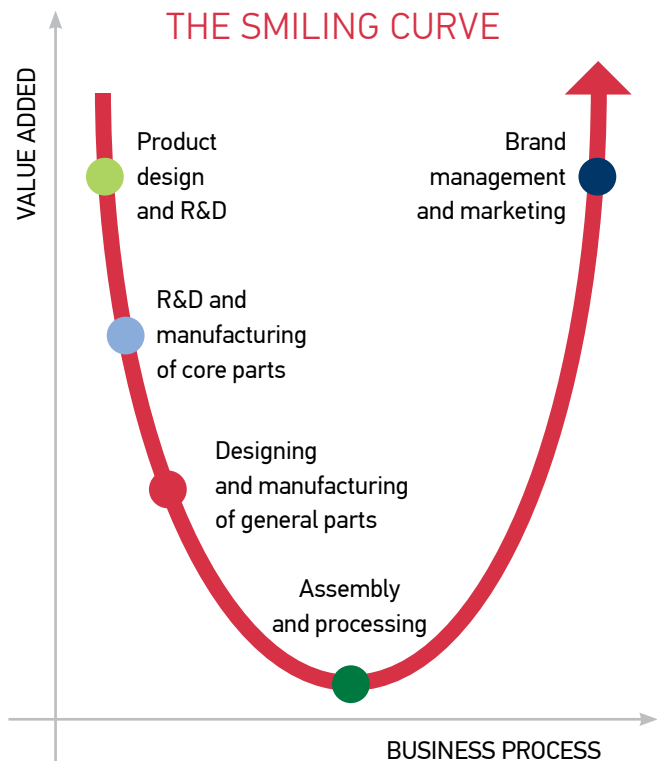 THE SMILING CURVE
VALUE ADDED
Product
design
and R&D
Brand
management
and marketing
R&D and
manufacturing
of core parts
Designing
and manufacturing
of general parts
Assembly
and processing
BUSINESS PROCESS